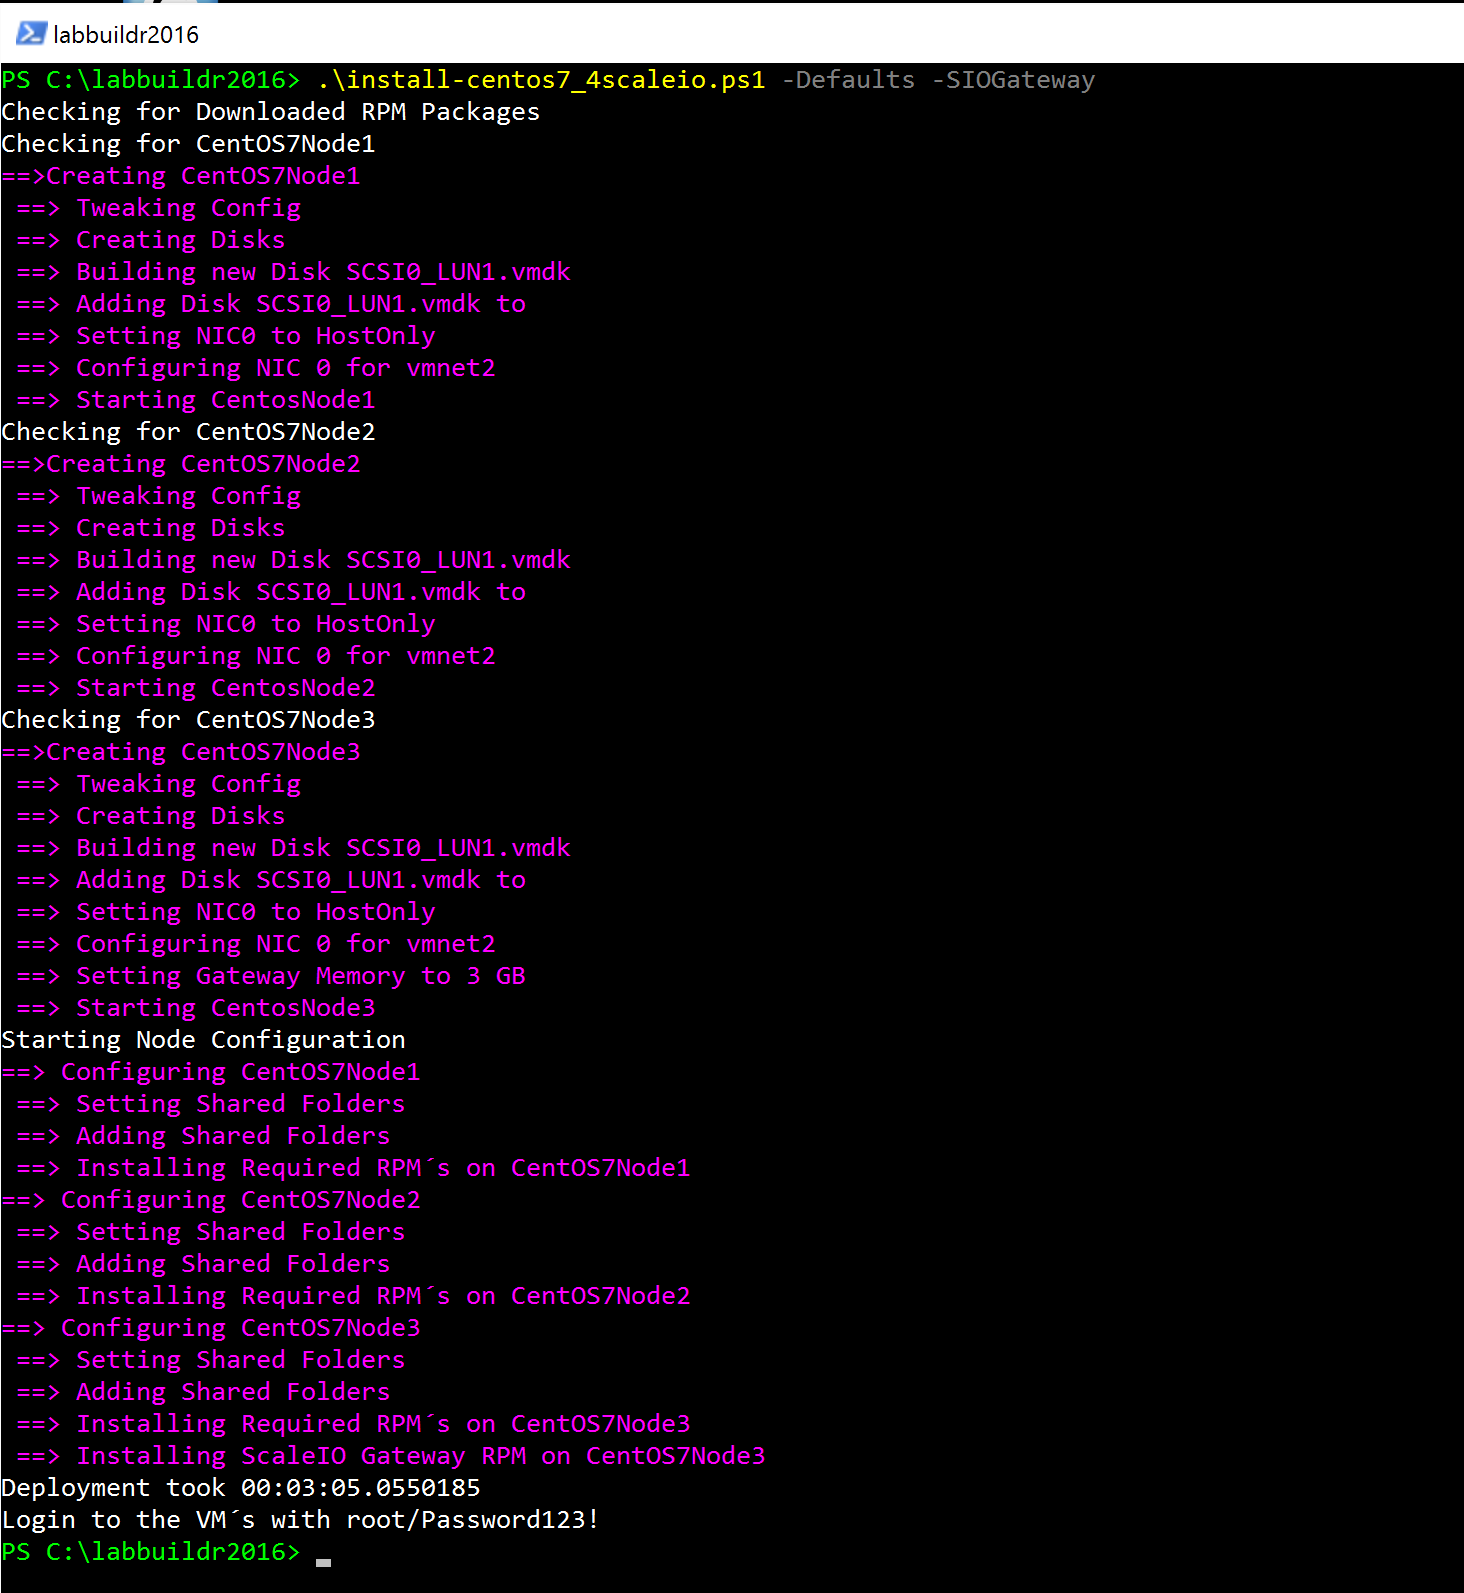 labbuildr2016
PS C:\labbuildr2016> .\install-centos7_4scaleio.ps1 -Defaults -SIOGateway
Checking for Downloaded RPM Packages
Checking for CentOS7Node1
==>Creating CentOS7Node1
 ==> Tweaking Config
 ==> Creating Disks
 ==> Building new Disk SCSI0_LUN1.vmdk
 ==> Adding Disk SCSI0_LUN1.vmdk to
 ==> Setting NIC0 to HostOnly
 ==> Configuring NIC 0 for vmnet2
 ==> Starting CentosNode1
Checking for CentOS7Node2
==>Creating CentOS7Node2
 ==> Tweaking Config
 ==> Creating Disks
 ==> Building new Disk SCSI0_LUN1.vmdk
 ==> Adding Disk SCSI0_LUN1.vmdk to
 ==> Setting NIC0 to HostOnly
 ==> Configuring NIC 0 for vmnet2
 ==> Starting CentosNode2
Checking for CentOS7Node3
==>Creating CentOS7Node3
 ==> Tweaking Config
 ==> Creating Disks
 ==> Building new Disk SCSI0_LUN1.vmdk
 ==> Adding Disk SCSI0_LUN1.vmdk to
 ==> Setting NIC0 to HostOnly
 ==> Configuring NIC 0 for vmnet2
 ==> Setting Gateway Memory to 3 GB
 ==> Starting CentosNode3
Starting Node Configuration
==> Configuring CentOS7Node1
 ==> Setting Shared Folders
 ==> Adding Shared Folders
 ==> Installing Required RPM´s on CentOS7Node1
==> Configuring CentOS7Node2
 ==> Setting Shared Folders
 ==> Adding Shared Folders
 ==> Installing Required RPM´s on CentOS7Node2
==> Configuring CentOS7Node3
 ==> Setting Shared Folders
 ==> Adding Shared Folders
 ==> Installing Required RPM´s on CentOS7Node3
 ==> Installing ScaleIO Gateway RPM on CentOS7Node3
Deployment took 00:03:05.0550185
Login to the VM´s with root/Password123!
PS C:\labbuildr2016>